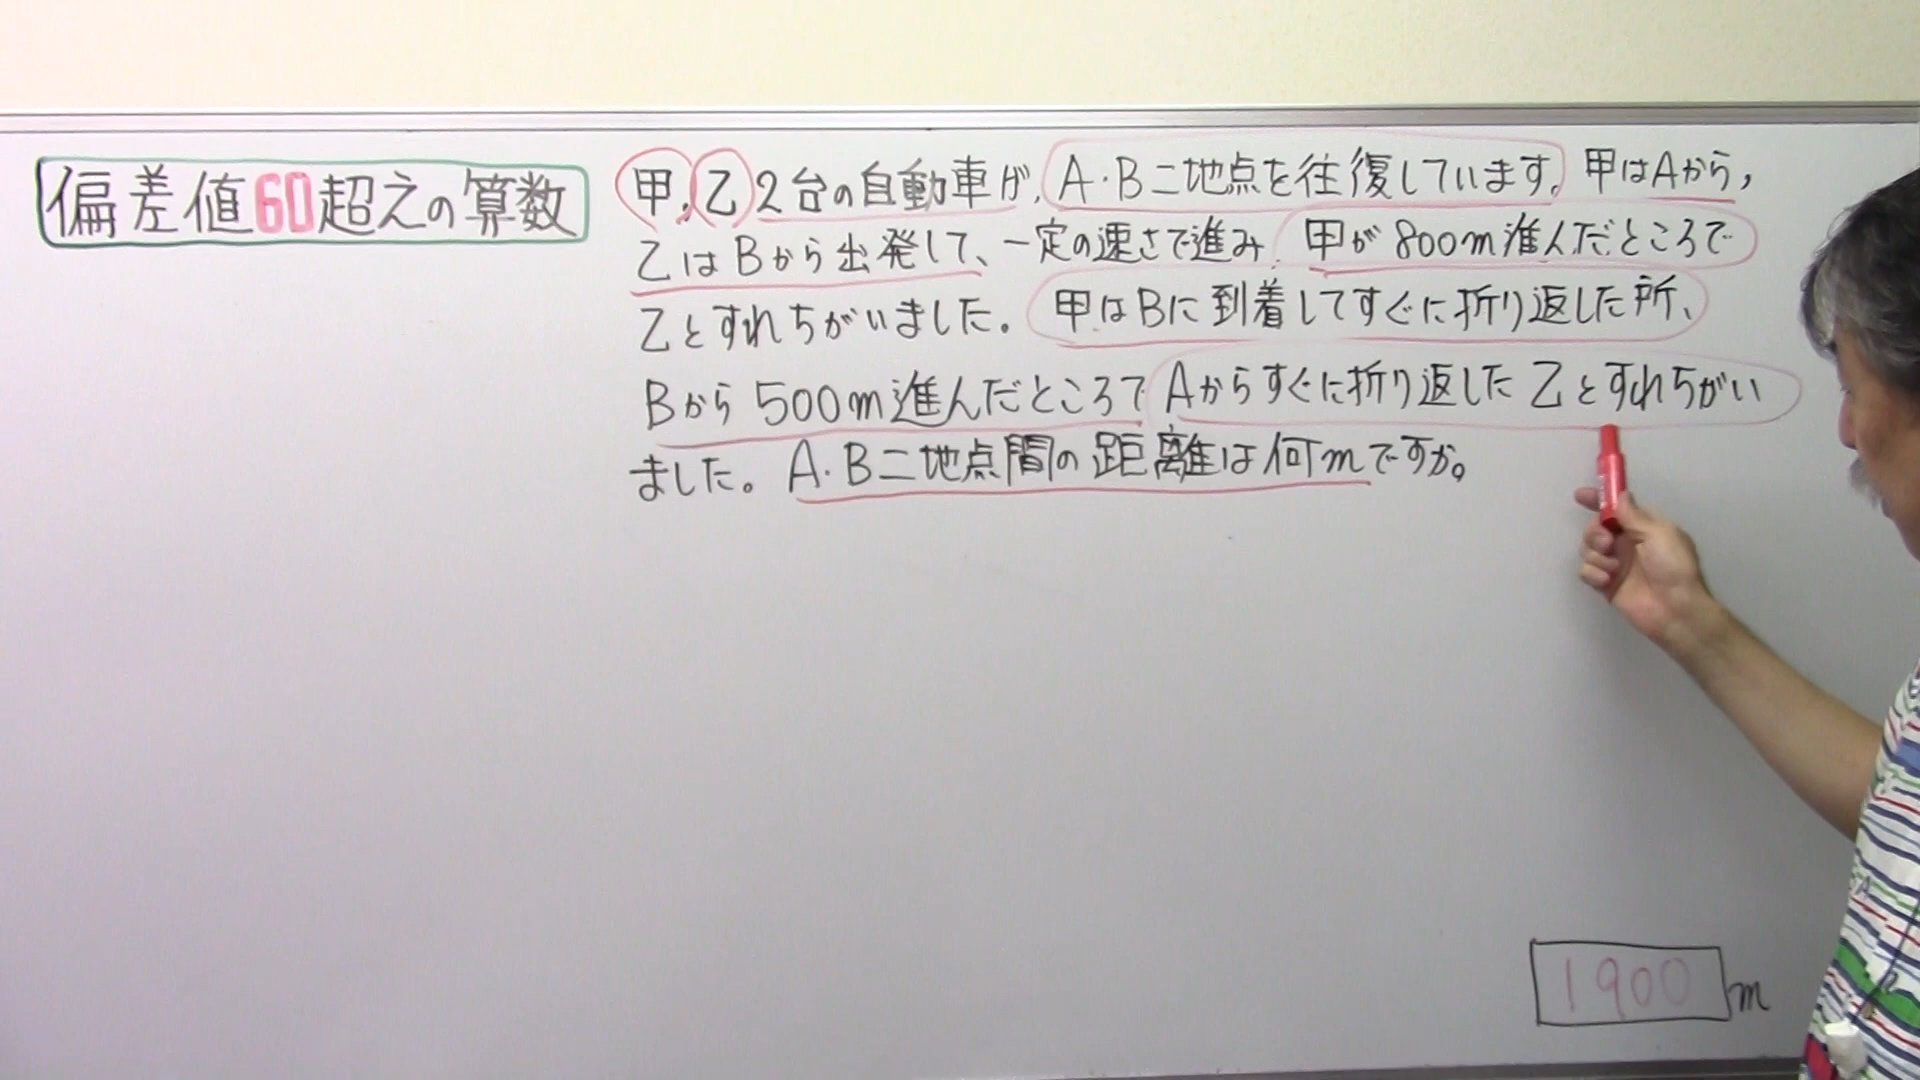 偏差値60超えの算数
甲,乙2台の自動車が,A・B二地点を往復しています。甲はAから,
乙はBから出発して、一定の速さで進み,甲が800m進んだところで
乙とすれちがいました。甲はBに到着してすぐに折り返した所、
Bから500m進んだところでAからすぐに折り返した乙とすれちがい
ました。A・B二地点間の距離は何mですか。
1900m